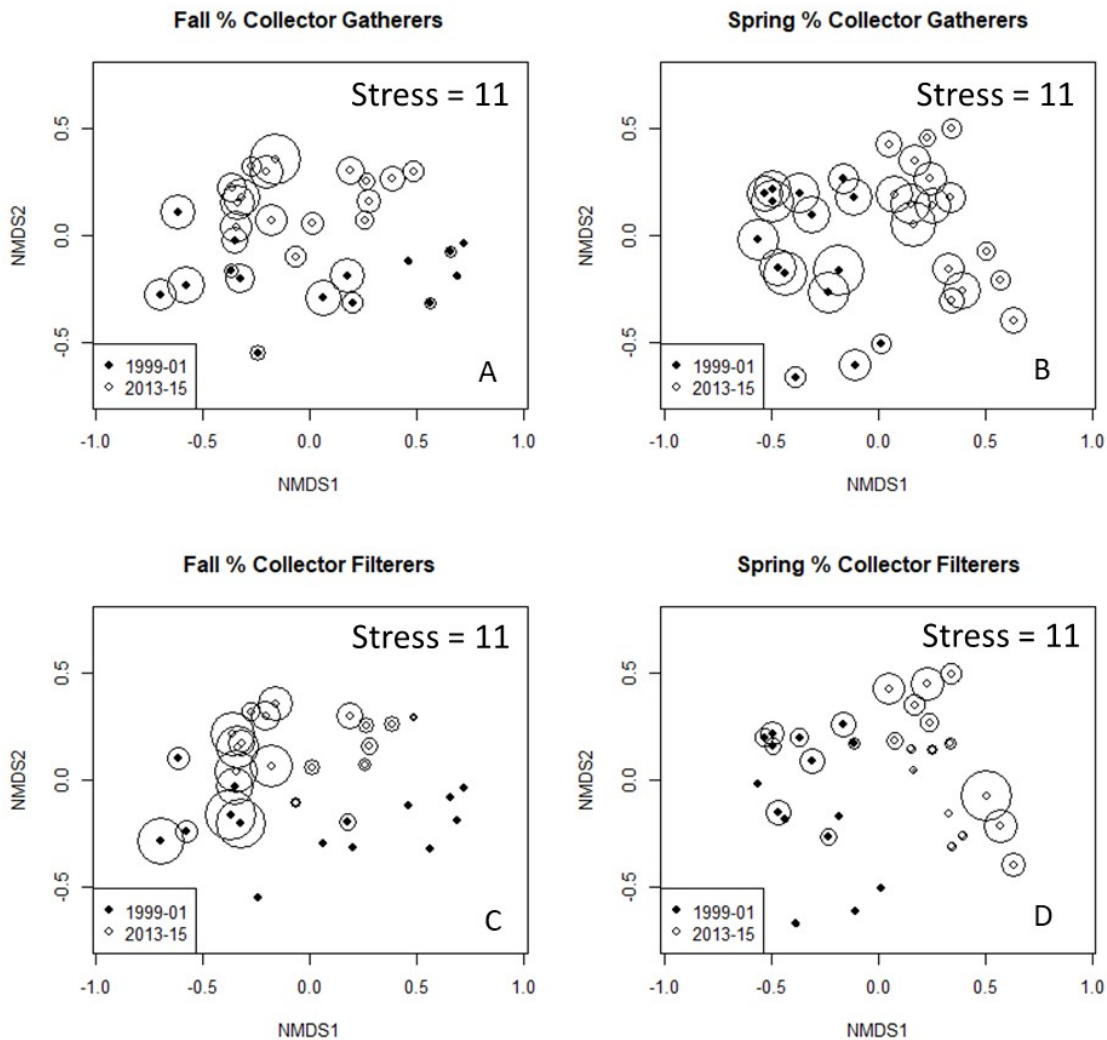 Fall % Collector Gatherers
Stress = 11
NMDS2
0.5
0.0
-0.5
1999-01
2013-15
A
-1.0 -0.5 0.0 0.5 1.0
NMDS1
Spring % Collector Gatherers
Stress = 11
NMDS2
0.5
0.0
-0.5
1999-01
2013-15
B
-1.0 -0.5 0.0 0.5 1.0
NMDS1
Fall % Collector Filterers
Stress = 11
NMDS2
0.5
0.0
-0.5
1999-01
2013-15
C
-1.0 -0.5 0.0 0.5 1.0
NMDS1
Spring % Collector Filterers
Stress = 11
NMDS2
0.5
0.0
-0.5
1999-01
2013-15
D
-1.0 -0.5 0.0 0.5 1.0
NMDS1